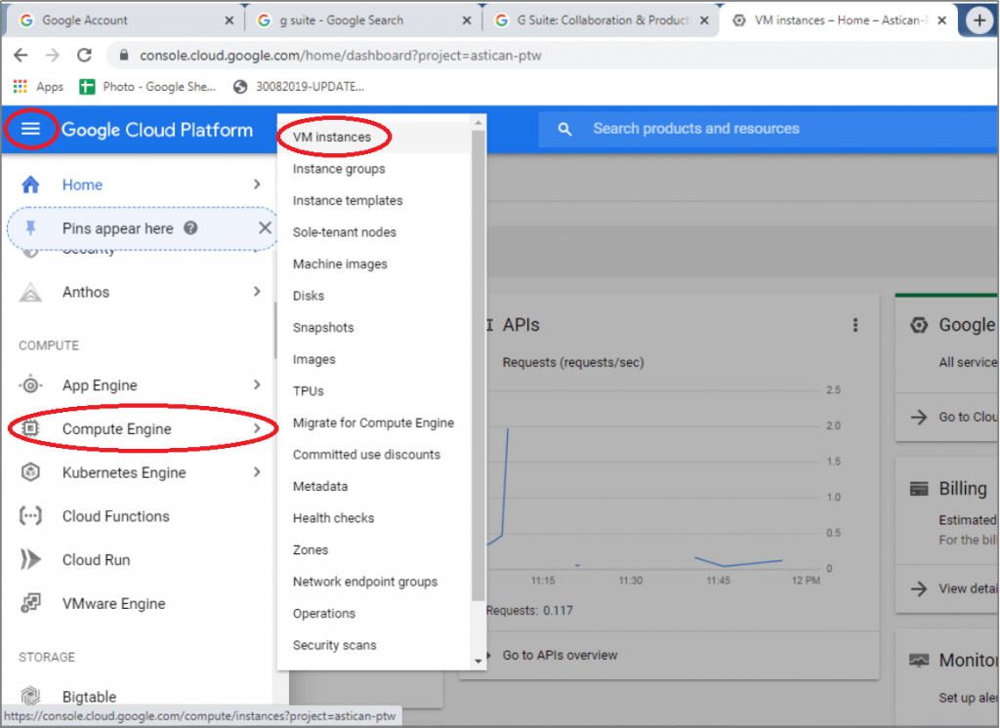 Google Account
g suite - Google Search
G Suite: Collaboration & Product
VM instances – Home – Astican-
console.cloud.google.com/home/dashboard?project=astican-ptw
Apps
Photo - Google She...
30082019-UPDATE...
Google Cloud Platform
Search products and resources
Home
Pins appear here
Security
Anthos
COMPUTE
App Engine
Compute Engine
Kubernetes Engine
Cloud Functions
Cloud Run
VMware Engine
STORAGE
Bigtable
VM instances
Instance groups
Instance templates
Sole-tenant nodes
Machine images
Disks
Snapshots
Images
TPUs
Migrate for Compute Engine
Committed use discounts
Metadata
Health checks
Zones
Network endpoint groups
Operations
Security scans
APIs
Requests (requests/sec)
2.5
2.0
1.5
1.0
0.5
0
11:15 11:30 11:45 12 PM
Requests: 0.117
Go to APIs overview
Google
All service
Go to Clou
Billing
Estimated
For the bil
View detai
Monitor
Set up aler
https://console.cloud.google.com/compute/instances?project=astican-ptw